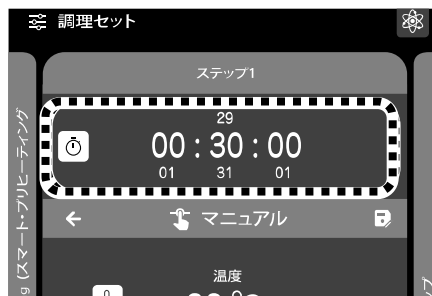 調理セット
ステップ1
29
00 : 30 : 00
01 31 01
マニュアル
温度
g (スマート・プリヒーティング